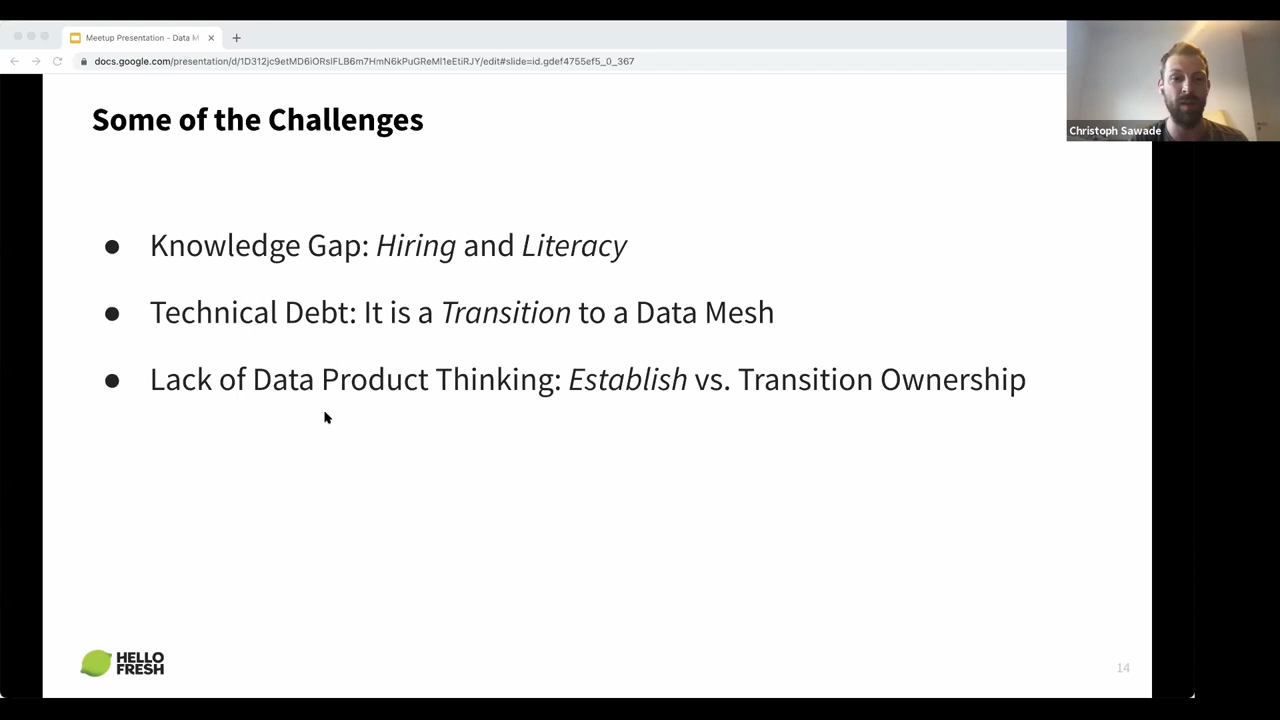 Meetup Presentation - Data M
docs.google.com/presentation/d/1D312jc9etMD6iORsIFLB6m7HmN6kPuGReMl1eEtiRJY/edit#slide=id.gdef4755ef5_0_367
Christoph Sawade
Some of the Challenges
● Knowledge Gap: Hiring and Literacy
● Technical Debt: It is a Transition to a Data Mesh
● Lack of Data Product Thinking: Establish vs. Transition Ownership
HELLO
FRESH
14